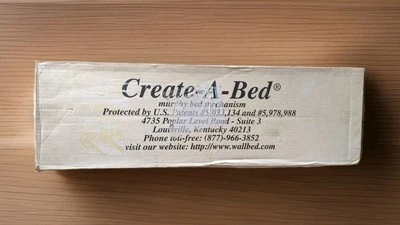 Create-A-Bed®
murphy bed mechanism
Protected by U.S. Patents #5,033,134 and #5,978,988
4735 Poplar Level Road - Suite 3
Louisville, Kentucky 40213
Phone toll-free: (877)-966-3852
visit our website: http://www.wallbed.com